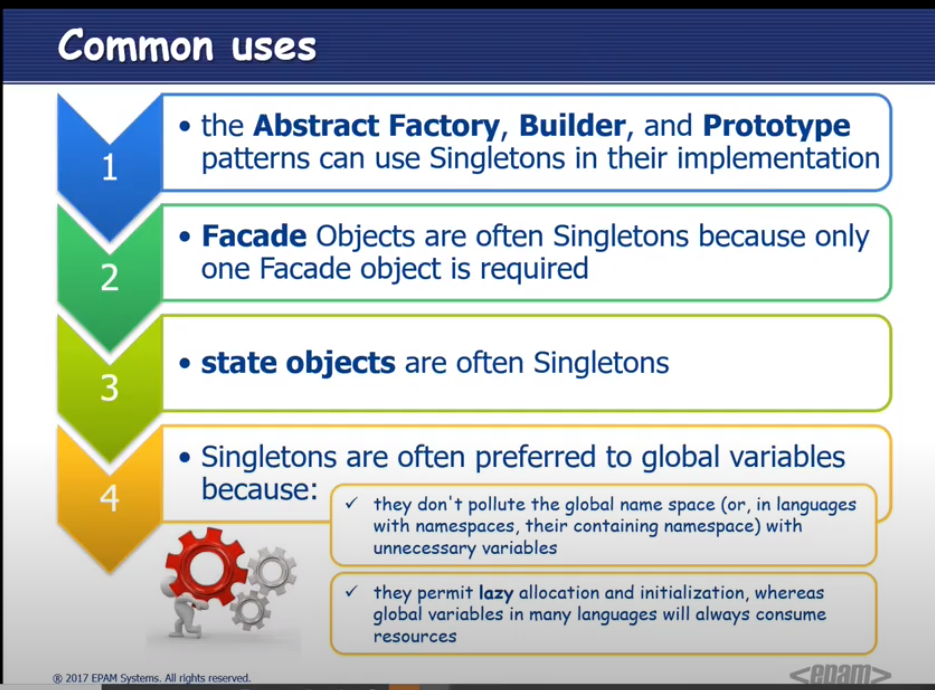 Common uses
1
• the Abstract Factory, Builder, and Prototype
patterns can use Singletons in their implementation
2
• Facade Objects are often Singletons because only
one Facade object is required
3
• state objects are often Singletons
4
• Singletons are often preferred to global variables
because:
✓ they don't pollute the global name space (or, in languages
with namespaces, their containing namespace) with
unnecessary variables
✓ they permit lazy allocation and initialization, whereas
global variables in many languages will always consume
resources
® 2017 EPAM Systems. All rights reserved.
<epam>